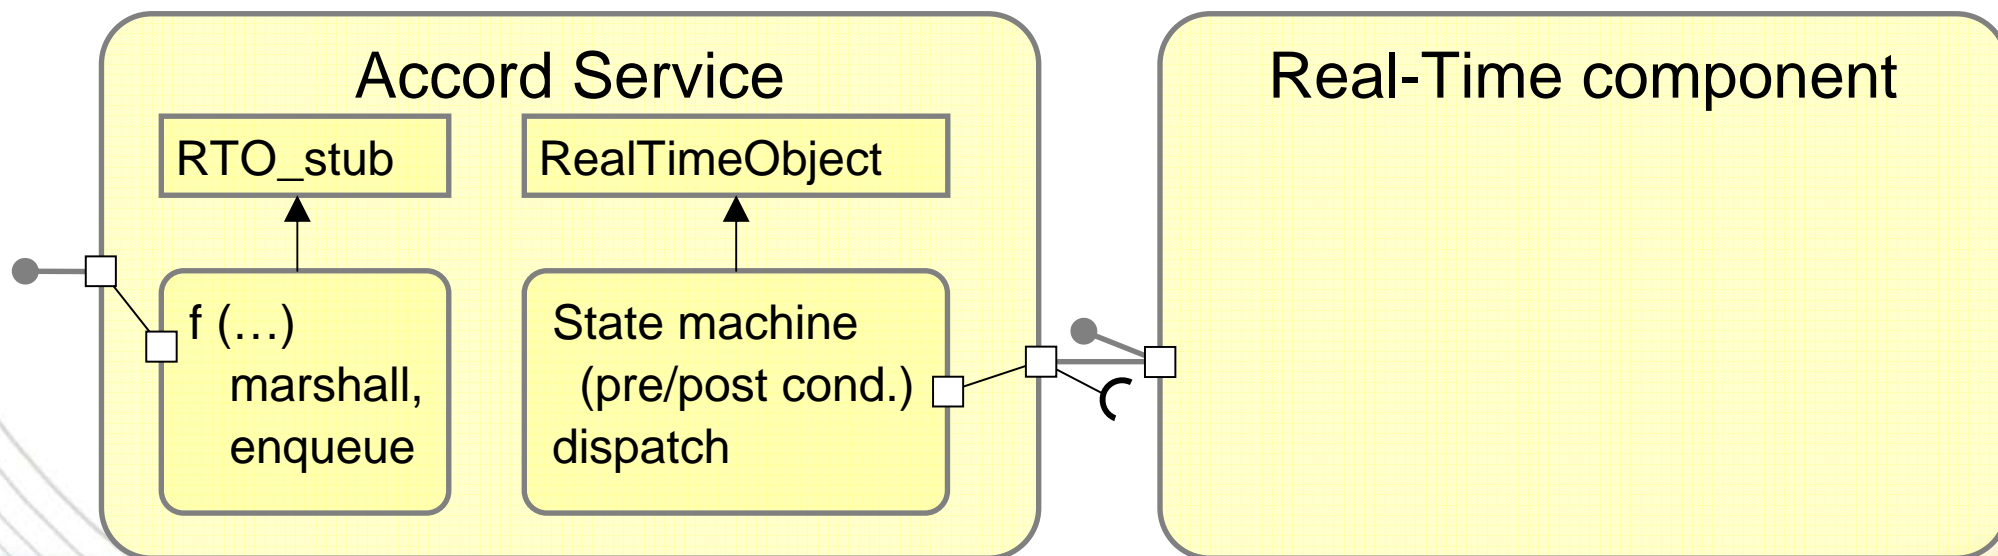 Accord Service
RTO_stub
RealTimeObject
f (…)
marshall,
enqueue
State machine
(pre/post cond.)
dispatch
Real-Time component